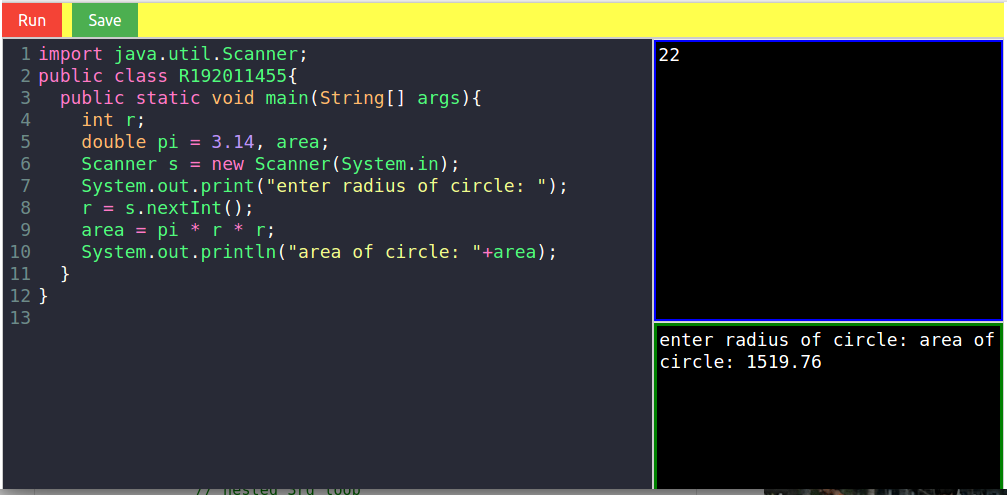 Run Save
1 import java.util.Scanner;
2 public class R192011455{
3   public static void main(String[] args){
4     int r;
5     double pi = 3.14, area;
6     Scanner s = new Scanner(System.in);
7     System.out.print("enter radius of circle: ");
8     r = s.nextInt();
9     area = pi * r * r;
10     System.out.println("area of circle: "+area);
11   }
12 }
13
22
enter radius of circle: area of
circle: 1519.76
// nested 3rd loop